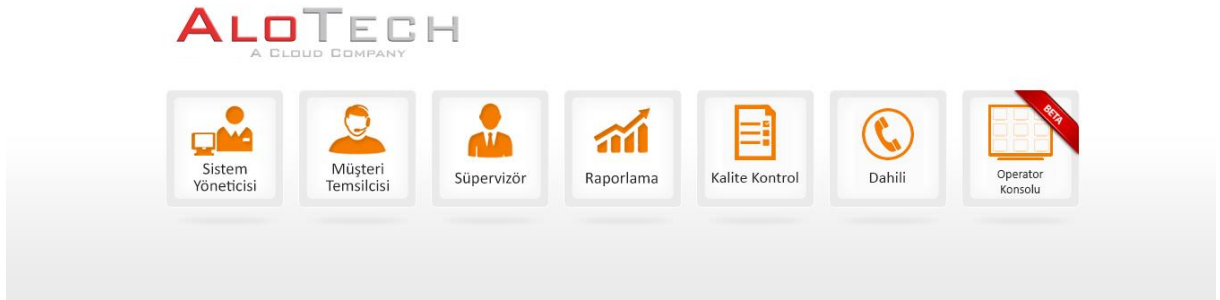 ALOTECH
A CLOUD COMPANY
BETA
Sistem
Yöneticisi
Müşteri
Temsilcisi
Süpervizör
Raporlama
Kalite Kontrol
Dahili
Operator
Konsolu